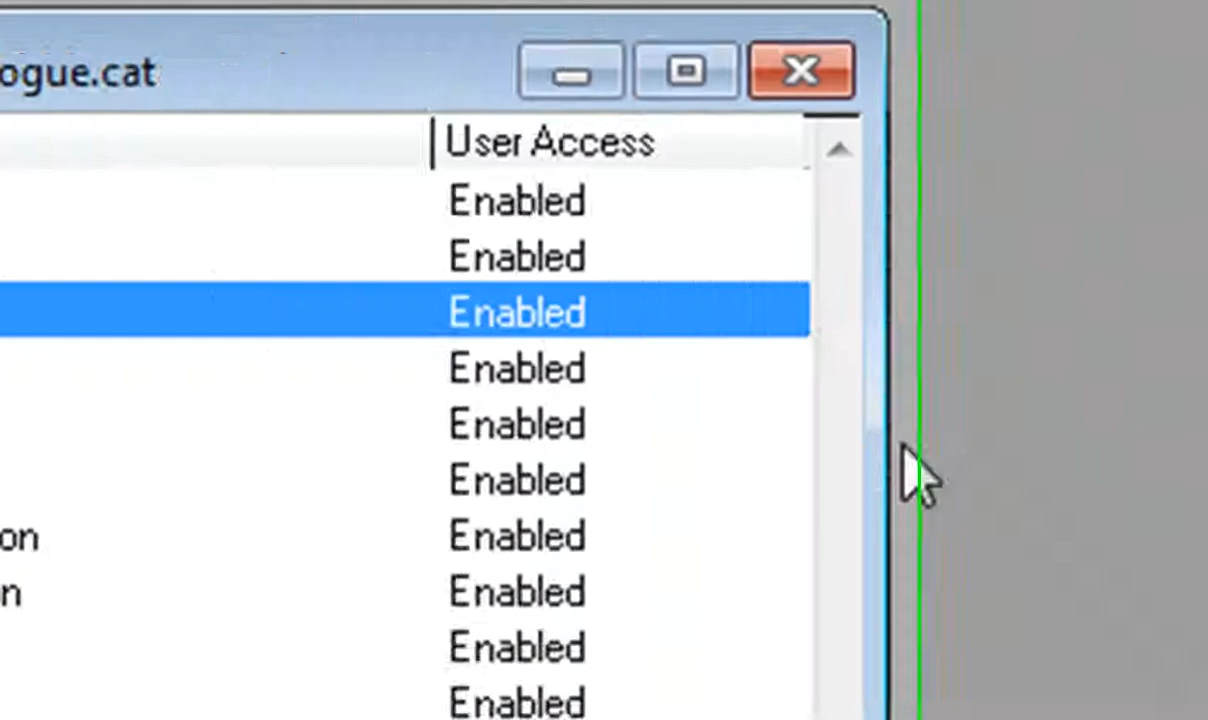 ogue.cat
User Access
Enabled
Enabled
Enabled
Enabled
Enabled
Enabled
on Enabled
n Enabled
Enabled
Enabled